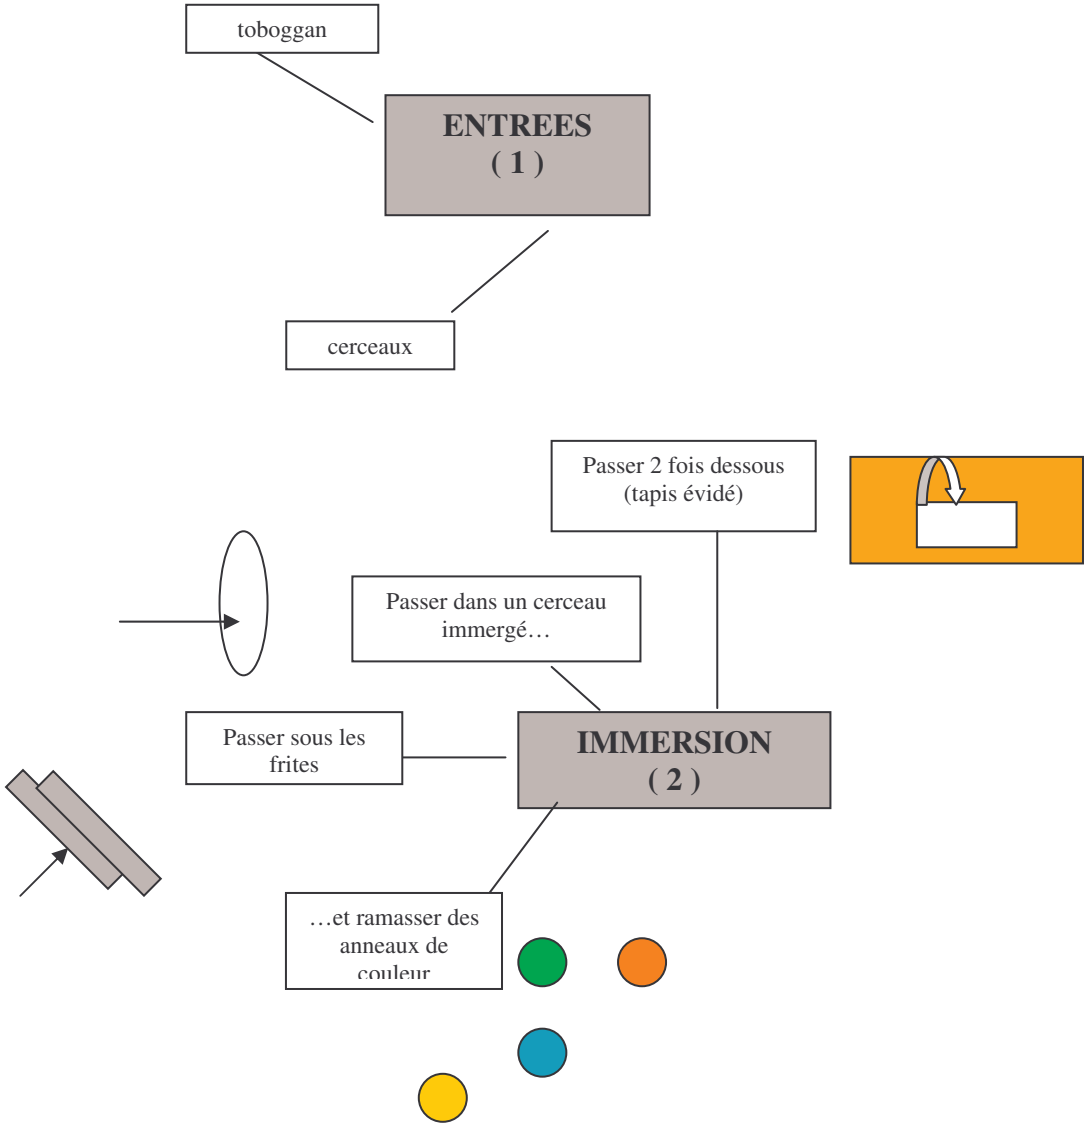 toboggan
ENTREES
( 1 )
cerceaux
Passer 2 fois dessous
(tapis évidé)
Passer dans un cerceau
immergé…
Passer sous les
frites
IMMERSION
( 2 )
…et ramasser des
anneaux de
couleur